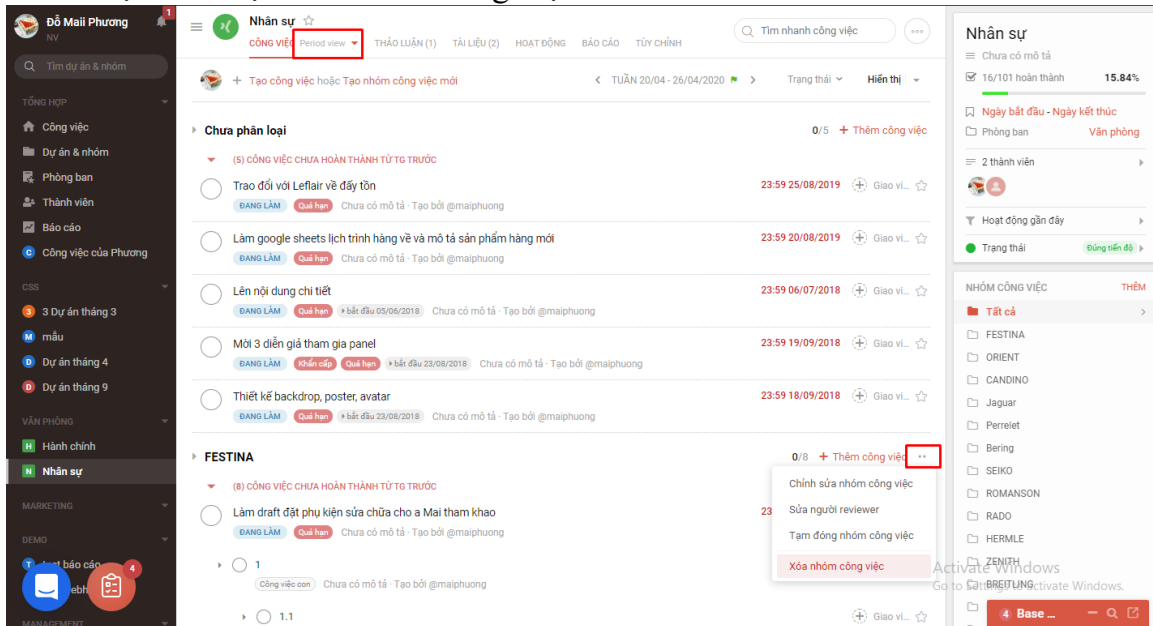 Đỗ Maii Phương
1
NV
Tìm dự án & nhóm
TỔNG HỢP
Công việc
Dự án & nhóm
Phòng ban
Thành viên
Báo cáo
C Công việc của Phương
CSS
3 3 Dự án tháng 3
M mẫu
D Dự án tháng 4
D Dự án tháng 9
VĂN PHÒNG
H Hành chính
N Nhân sự
MARKETING
DEMO
T test báo cáo
4
MANAGEMENT
Nhân sự
CÔNG VIỆC Period view THẢO LUẬN (1) TÀI LIỆU (2) HOẠT ĐỘNG BÁO CÁO TÙY CHỈNH
Tìm nhanh công việc
+ Tạo công việc hoặc Tạo nhóm công việc mới
TUẦN 20/04 - 26/04/2020
Trạng thái
Hiển thị
Chưa phân loại
0/5 + Thêm công việc
(5) CÔNG VIỆC CHƯA HOÀN THÀNH TỪ TG TRƯỚC
Trao đổi với Leflair về đẩy tồn
23:59 25/08/2019 Giao vi...
ĐANG LÀM Quá hạn Chưa có mô tả · Tạo bởi @maiphuong
Làm google sheets lịch trình hàng về và mô tả sản phẩm hàng mới
23:59 20/08/2019 Giao vi...
ĐANG LÀM Quá hạn Chưa có mô tả · Tạo bởi @maiphuong
Lên nội dung chi tiết
23:59 06/07/2018 Giao vi...
ĐANG LÀM Quá hạn bắt đầu 05/06/2018 Chưa có mô tả · Tạo bởi @maiphuong
Mời 3 diễn giả tham gia panel
23:59 19/09/2018 Giao vi...
ĐANG LÀM Khẩn cấp Quá hạn bắt đầu 23/08/2018 Chưa có mô tả · Tạo bởi @maiphuong
Thiết kế backdrop, poster, avatar
23:59 18/09/2018 Giao vi...
ĐANG LÀM Quá hạn bắt đầu 23/08/2018 Chưa có mô tả · Tạo bởi @maiphuong
FESTINA
0/8 + Thêm công việc
(8) CÔNG VIỆC CHƯA HOÀN THÀNH TỪ TG TRƯỚC
Làm draft đặt phụ kiện sửa chữa cho a Mai tham khao
23
ĐANG LÀM Quá hạn Chưa có mô tả · Tạo bởi @maiphuong
1
Công việc con Chưa có mô tả · Tạo bởi @maiphuong
1.1
Giao vi...
Chỉnh sửa nhóm công việc
Sửa người reviewer
Tạm đóng nhóm công việc
Xóa nhóm công việc
Nhân sự
Chưa có mô tả
16/101 hoàn thành 15.84%
Ngày bắt đầu - Ngày kết thúc
Phòng ban Văn phòng
2 thành viên
Hoạt động gần đây
Trạng thái Đúng tiến độ
NHÓM CÔNG VIỆC THÊM
Tất cả
FESTINA
ORIENT
CANDINO
Jaguar
Perrelet
Bering
SEIKO
ROMANSON
RADO
HERMLE
ZENITH
BREITLING
Activate Windows
Go to Settings to activate Windows.
4 Base ...